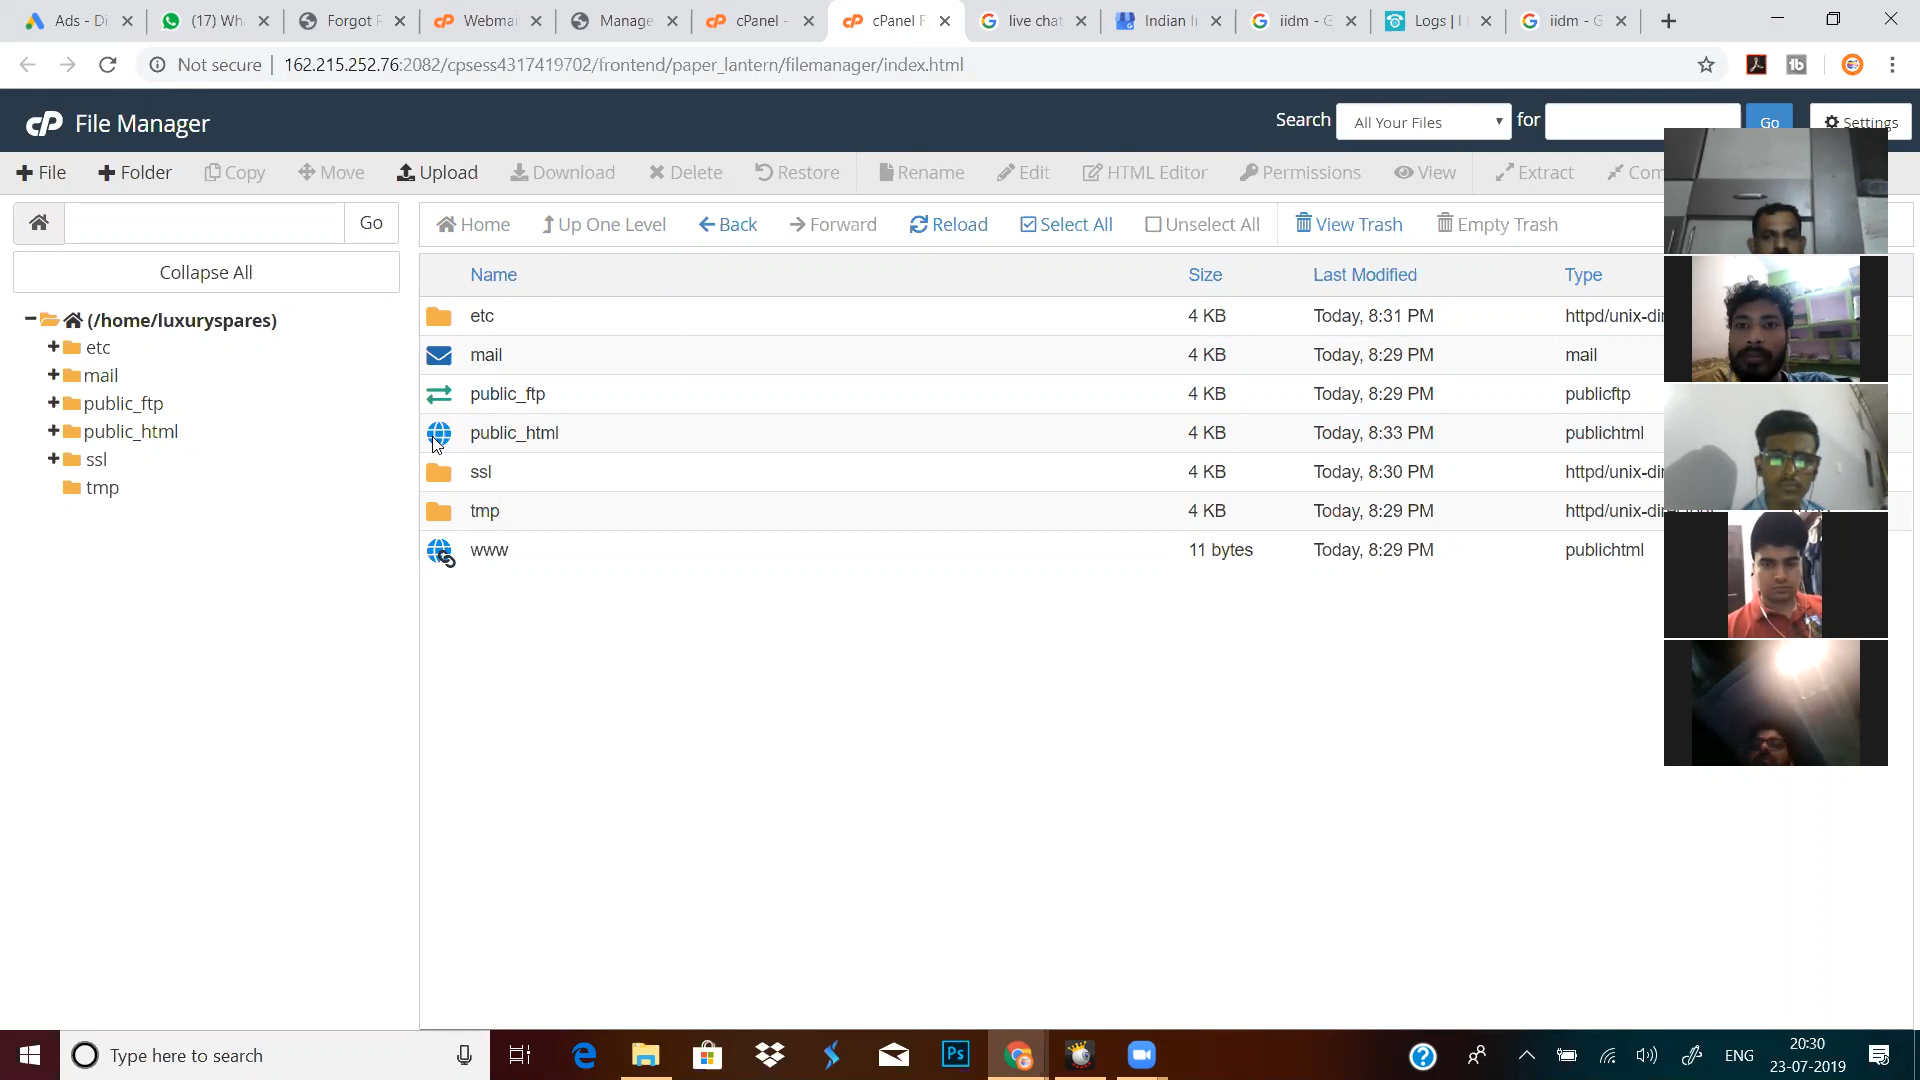 Ads - Di
(17) Wh
Forgot P
Webmai
Manage
cPanel -
cPanel F
live cha
Indian I
iidm - G
Logs |
iidm - G
Not secure
162.215.252.76:2082/cpsess4317419702/frontend/paper_lantern/filemanager/index.html
cP File Manager
Search All Your Files for Go Settings
File Folder Copy Move Upload Download Delete Restore Rename Edit HTML Editor Permissions View Extract Com
Go
Home Up One Level Back Forward Reload Select All Unselect All View Trash Empty Trash
Collapse All
(/home/luxuryspares)
etc
mail
public_ftp
public_html
ssl
tmp
Name Size Last Modified Type
etc 4 KB Today, 8:31 PM httpd/unix-di
mail 4 KB Today, 8:29 PM mail
public_ftp 4 KB Today, 8:29 PM publicftp
public_html 4 KB Today, 8:33 PM publichtml
ssl 4 KB Today, 8:30 PM httpd/unix-di
tmp 4 KB Today, 8:29 PM httpd/unix-di
www 11 bytes Today, 8:29 PM publichtml
Type here to search
Ps
ENG
20:30
23-07-2019